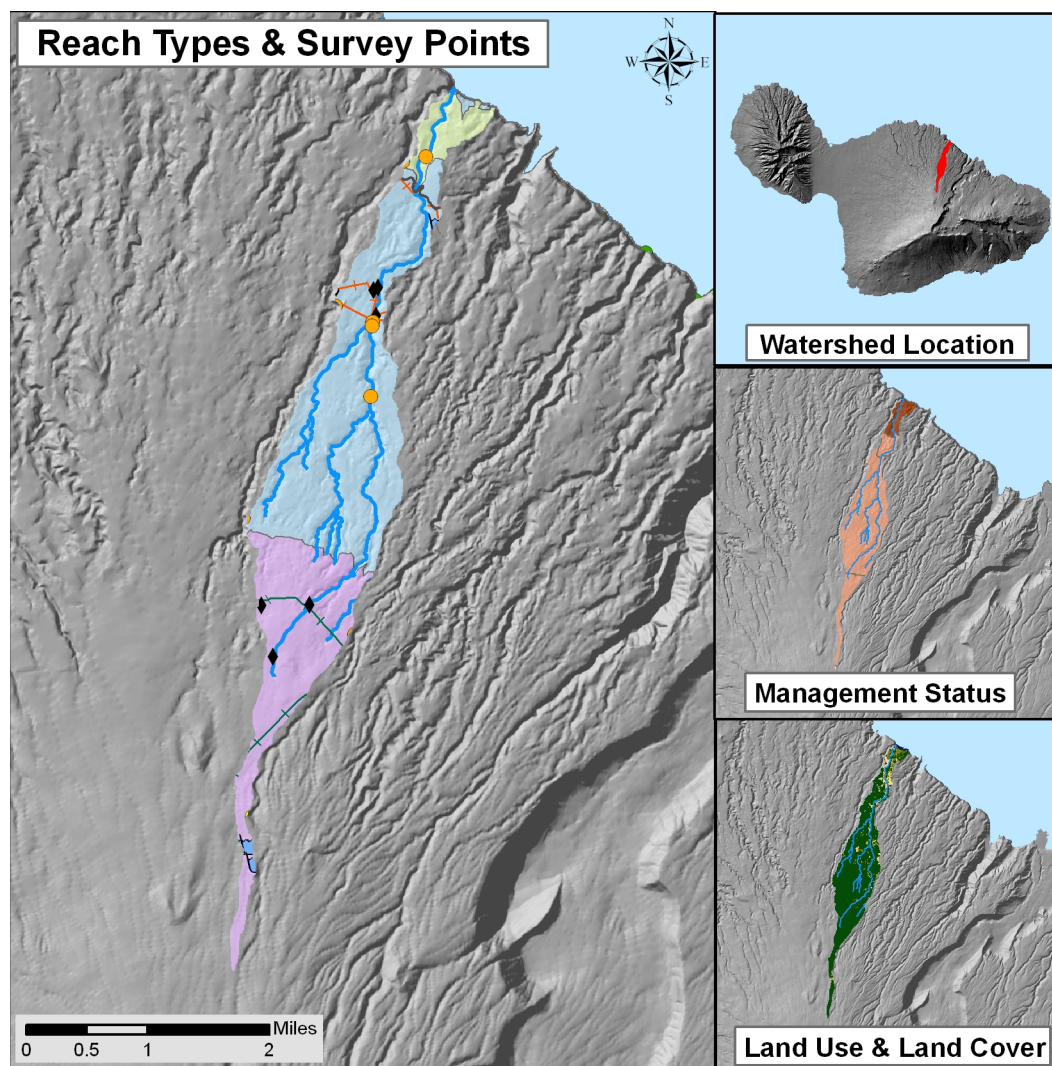 Reach Types & Survey Points
N
W E
S
Miles
0 0.5 1 2
Watershed Location
Management Status
Land Use & Land Cover